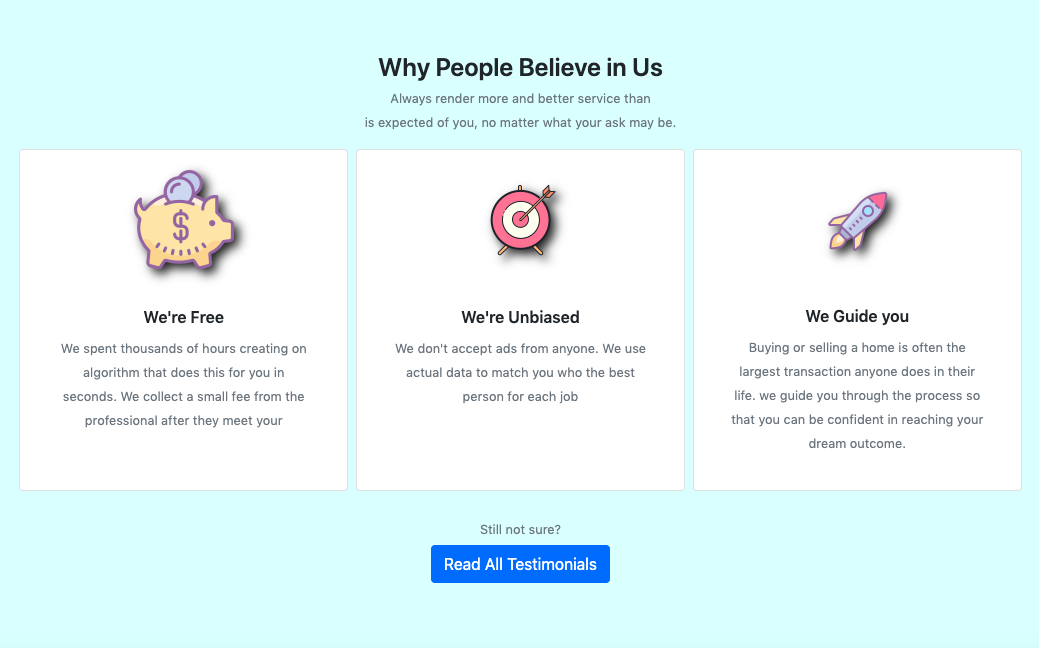 Why People Believe in Us
Always render more and better service than
is expected of you, no matter what your ask may be.
$
We're Free
We spent thousands of hours creating on
algorithm that does this for you in
seconds. We collect a small fee from the
professional after they meet your
We're Unbiased
We don't accept ads from anyone. We use
actual data to match you who the best
person for each job
We Guide you
Buying or selling a home is often the
largest transaction anyone does in their
life. we guide you through the process so
that you can be confident in reaching your
dream outcome.
Still not sure?
Read All Testimonials